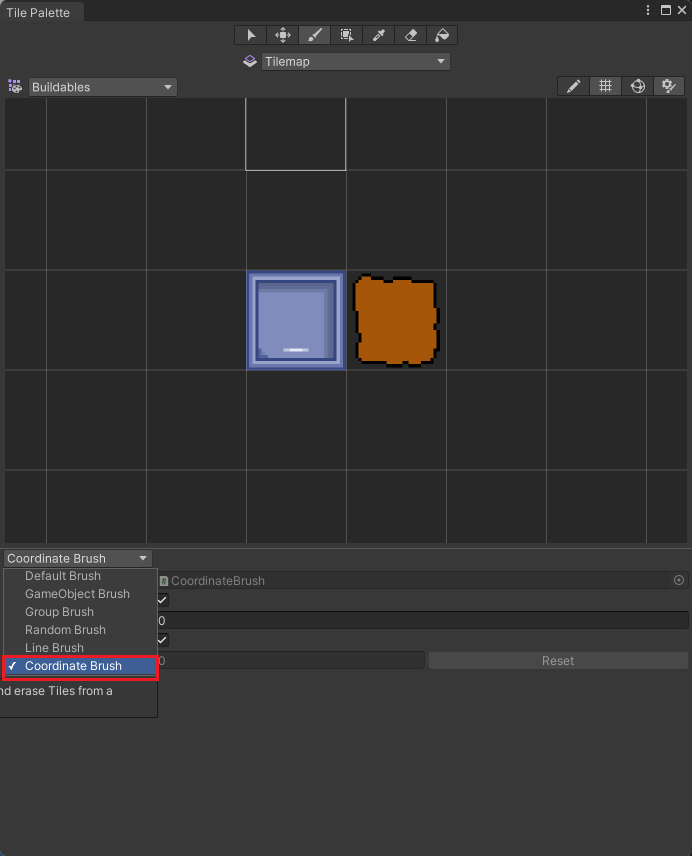 Tile Palette
Tilemap
Buildables
Coordinate Brush
Default Brush
CoordinateBrush
GameObject Brush
Group Brush
0
Random Brush
Line Brush
Coordinate Brush
0
Reset
nd erase Tiles from a